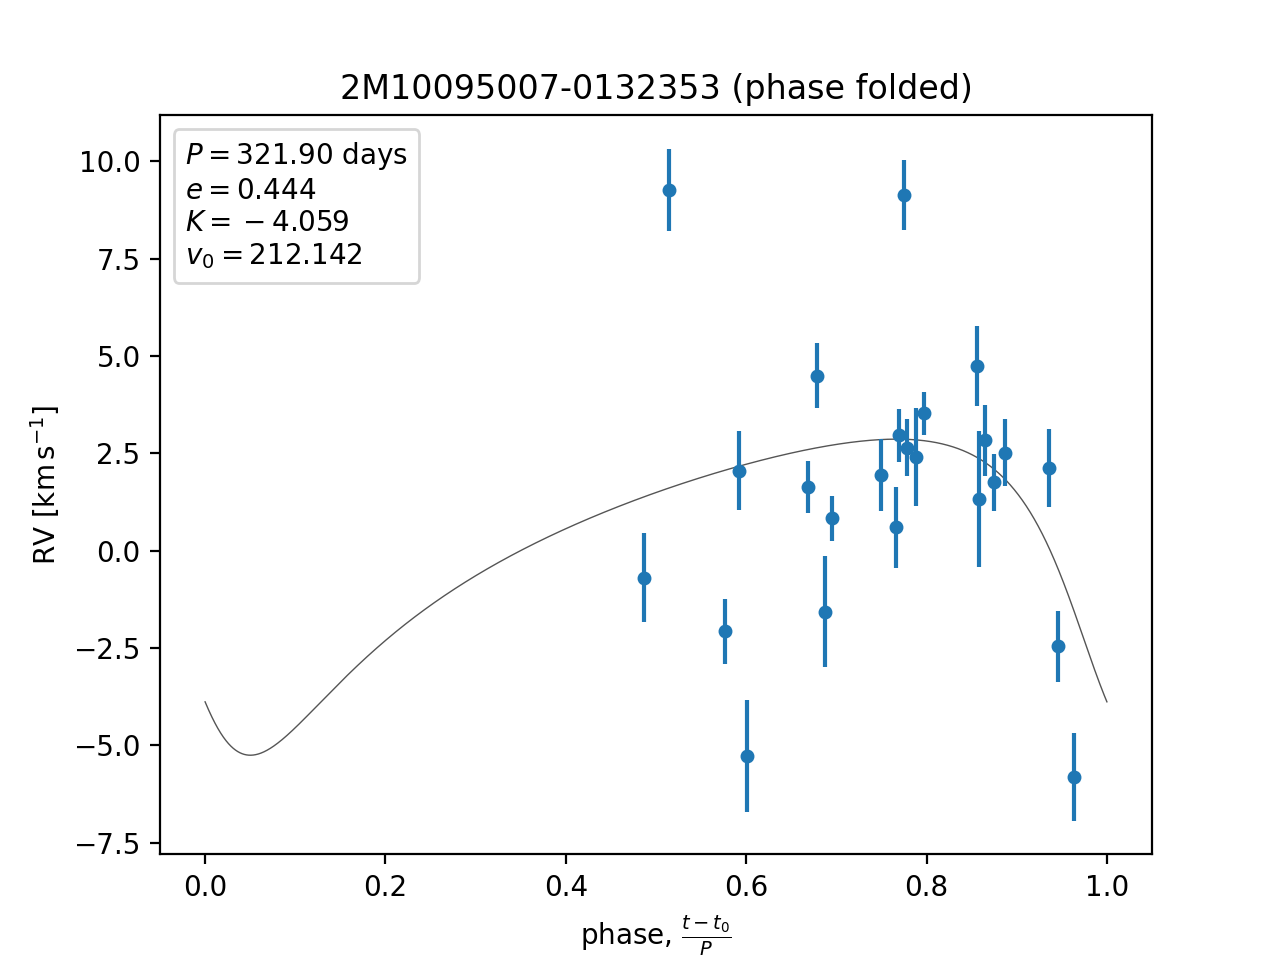 2M10095007-0132353 (phase folded)
P = 321.90 days
e = 0.444
K = − 4.059
v₀ = 212.142
10.0
7.5
5.0
2.5
0.0
−2.5
−5.0
−7.5
RV [km s⁻¹]
0.0 0.2 0.4 0.6 0.8 1.0
phase, (t − t₀)/P